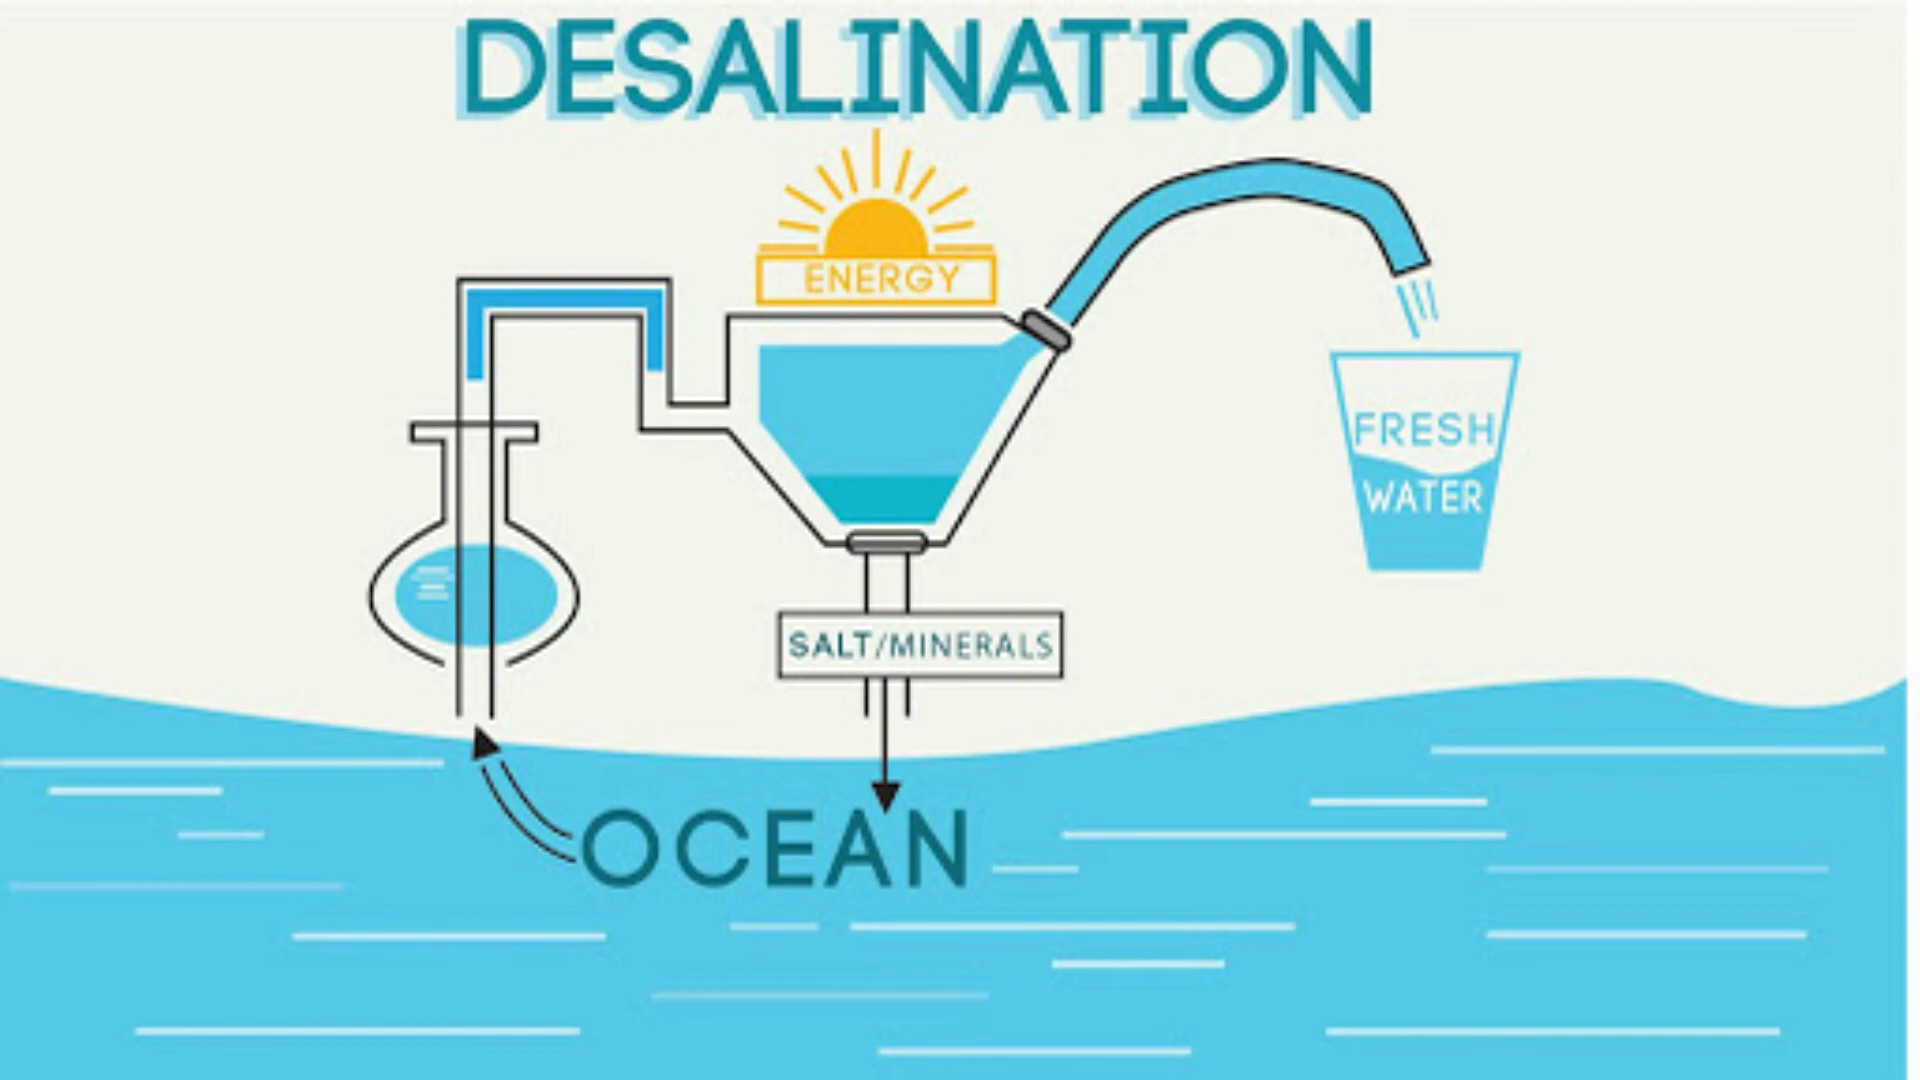 DESALINATION
ENERGY
FRESH
WATER
SALT/MINERALS
OCEAN